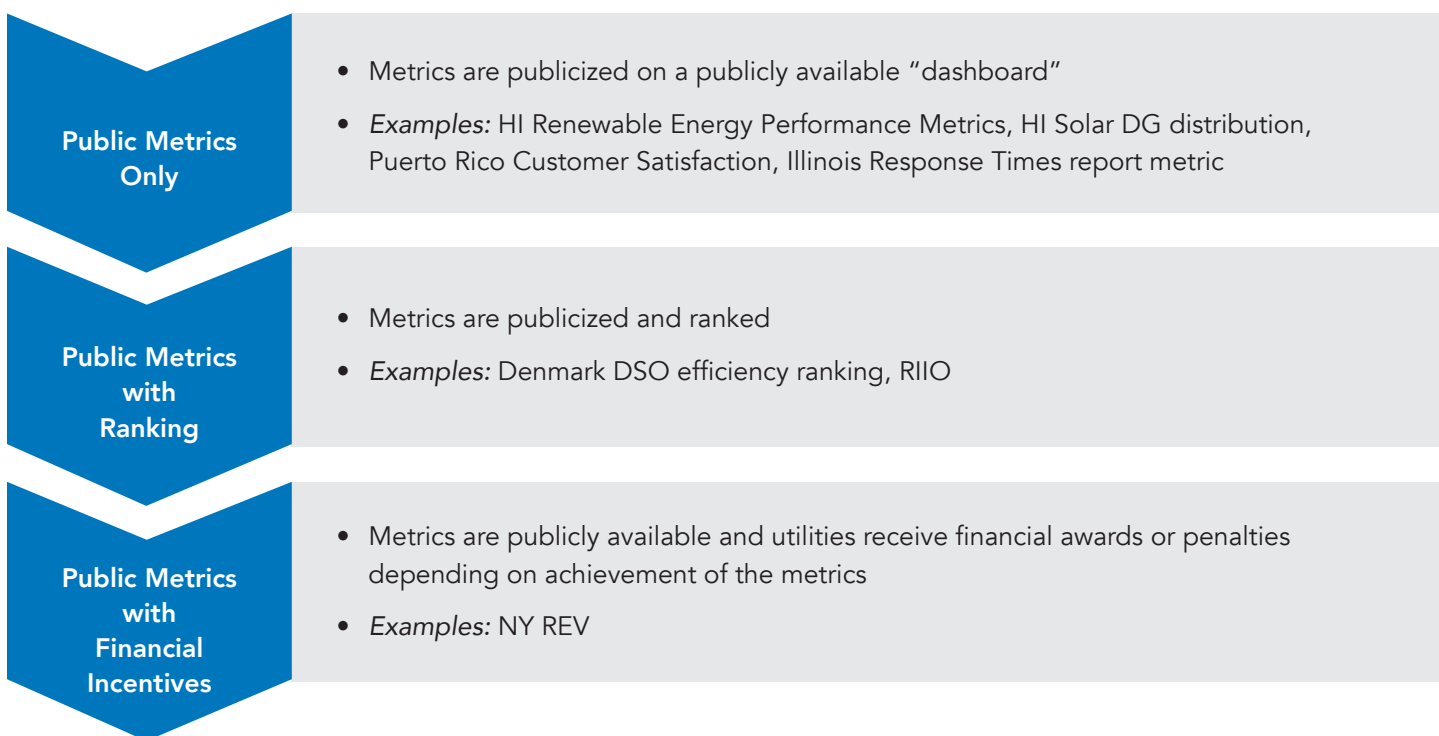 Public Metrics
Only
• Metrics are publicized on a publicly available “dashboard”
• Examples: HI Renewable Energy Performance Metrics, HI Solar DG distribution,
Puerto Rico Customer Satisfaction, Illinois Response Times report metric
Public Metrics
with
Ranking
• Metrics are publicized and ranked
• Examples: Denmark DSO efficiency ranking, RIIO
Public Metrics
with
Financial
Incentives
• Metrics are publicly available and utilities receive financial awards or penalties
depending on achievement of the metrics
• Examples: NY REV